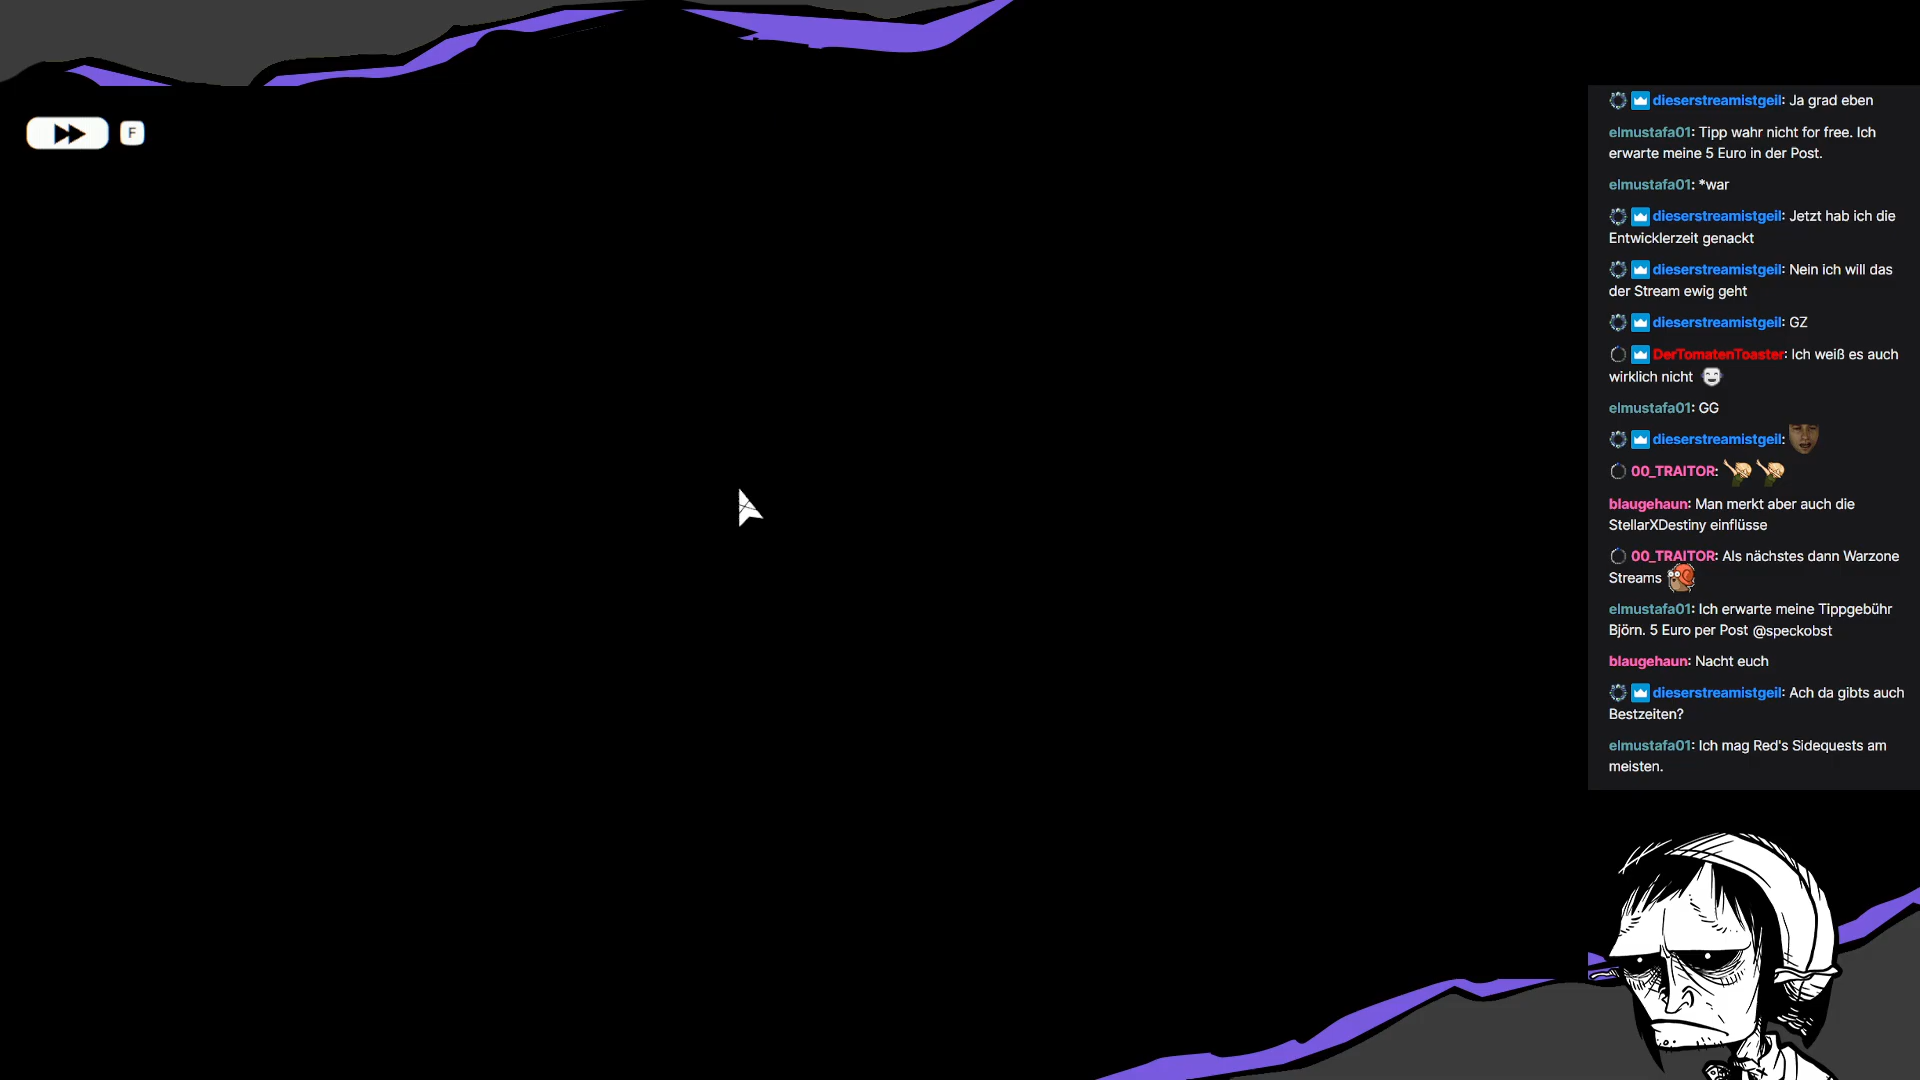 F
dieserstreamistgeil: Ja grad eben
elmustafa01: Tipp wahr nicht for free. Ich
erwarte meine 5 Euro in der Post.
elmustafa01: *war
dieserstreamistgeil: Jetzt hab ich die
Entwicklerzeit genackt
dieserstreamistgeil: Nein ich will das
der Stream ewig geht
dieserstreamistgeil: GZ
DerTomatenToaster: Ich weiß es auch
wirklich nicht
elmustafa01: GG
dieserstreamistgeil:
00_TRAITOR:
blaugehaun: Man merkt aber auch die
StellarXDestiny einflüsse
00_TRAITOR: Als nächstes dann Warzone
Streams
elmustafa01: Ich erwarte meine Tippgebühr
Björn. 5 Euro per Post @speckobst
blaugehaun: Nacht euch
dieserstreamistgeil: Ach da gibts auch
Bestzeiten?
elmustafa01: Ich mag Red's Sidequests am
meisten.